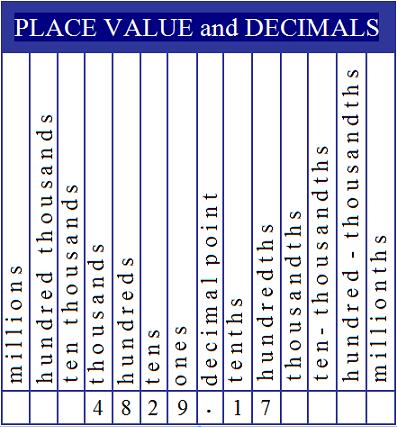 PLACE VALUE and DECIMALS
millions
hundred thousands
ten thousands
thousands
hundreds
tens
ones
decimal point
tenths
hundredths
thousandths
ten- thousandths
hundred - thousandths
millionths
4 8 2 9 . 1 7